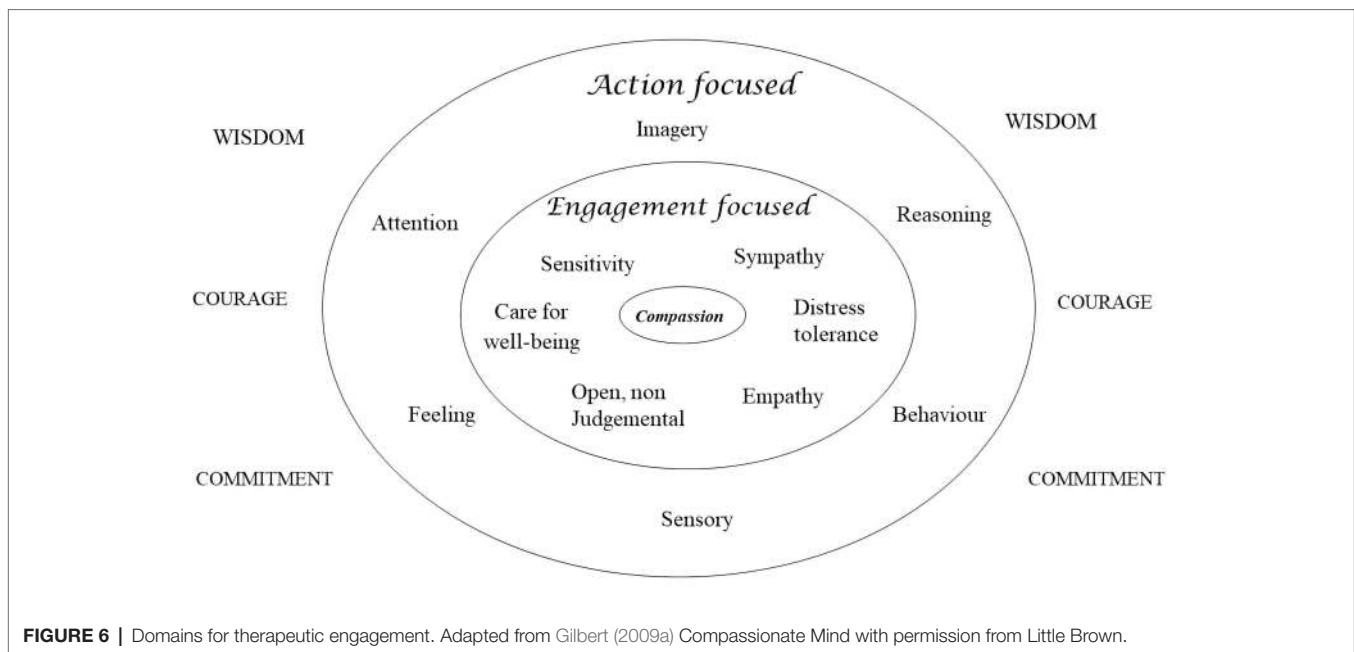 Action focused
Imagery
WISDOM
WISDOM
Engagement focused
Attention
Reasoning
Sensitivity
Sympathy
COURAGE
COURAGE
Care for
well-being
Compassion
Distress
tolerance
Open, non
Judgemental
Empathy
Feeling
Behaviour
COMMITMENT
COMMITMENT
Sensory
FIGURE 6 | Domains for therapeutic engagement. Adapted from Gilbert (2009a) Compassionate Mind with permission from Little Brown.